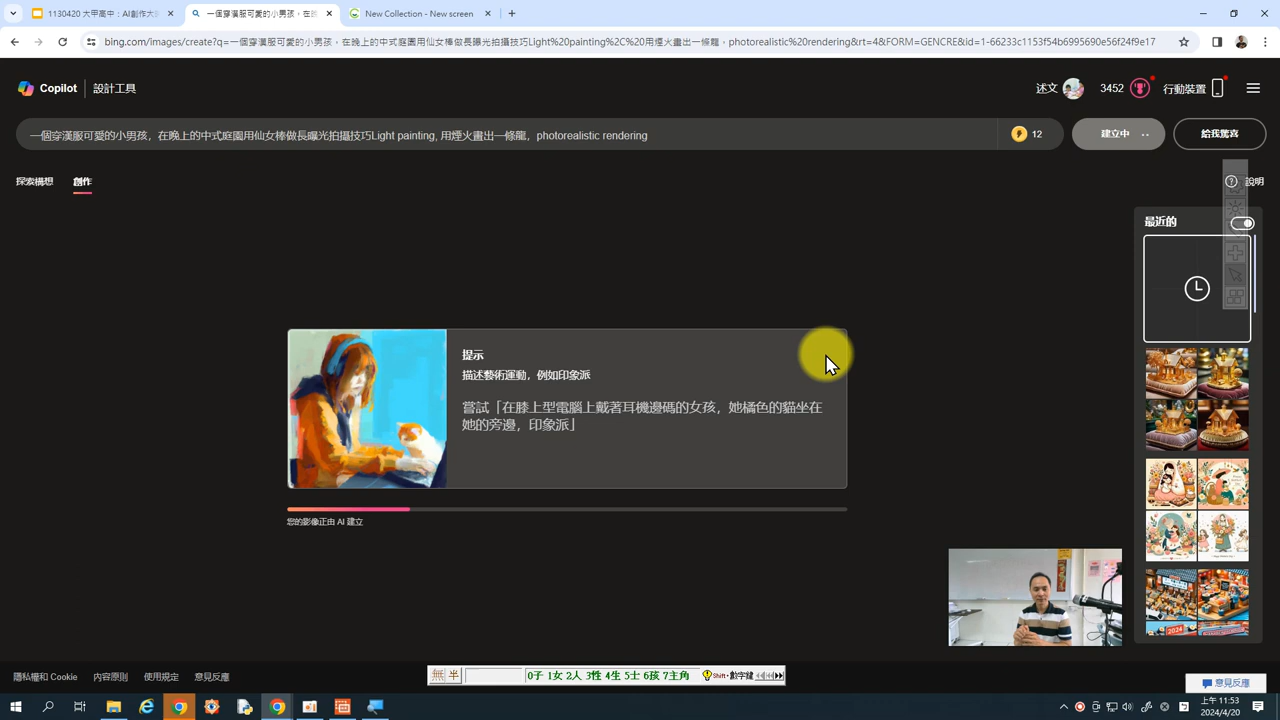 1130420 大甲高中：AI創作大
一個穿漢服可愛的小男孩，在晚
New Collection - New screen
bing.com/images/create?q=一個穿漢服可愛的小男孩，在晚上的中式庭園用仙女棒做長曝光拍攝技巧Light%20painting%2C%20用煙火畫出一條龍，photorealistic%20rendering&rt=4&FORM=GENCRE&id=1-66233c1153f54b6995690e56f24f9e17
Copilot 設計工具
述文 3452 行動裝置
一個穿漢服可愛的小男孩，在晚上的中式庭園用仙女棒做長曝光拍攝技巧Light painting, 用煙火畫出一條龍，photorealistic rendering
12 建立中 給我驚喜
探索構想 創作 說明
最近的
提示
描述藝術運動，例如印象派
嘗試「在膝上型電腦上戴著耳機邊碼的女孩，她橘色的貓坐在
她的旁邊，印象派」
您的影像正由 AI 建立
2024
隱私權和 Cookie 內容原則 使用規定 意見反應
無 半 0子 1女 2人 3性 4生 5士 6孩 7主角 Shift+數字鍵
意見反應
上午 11:53
2024/4/20